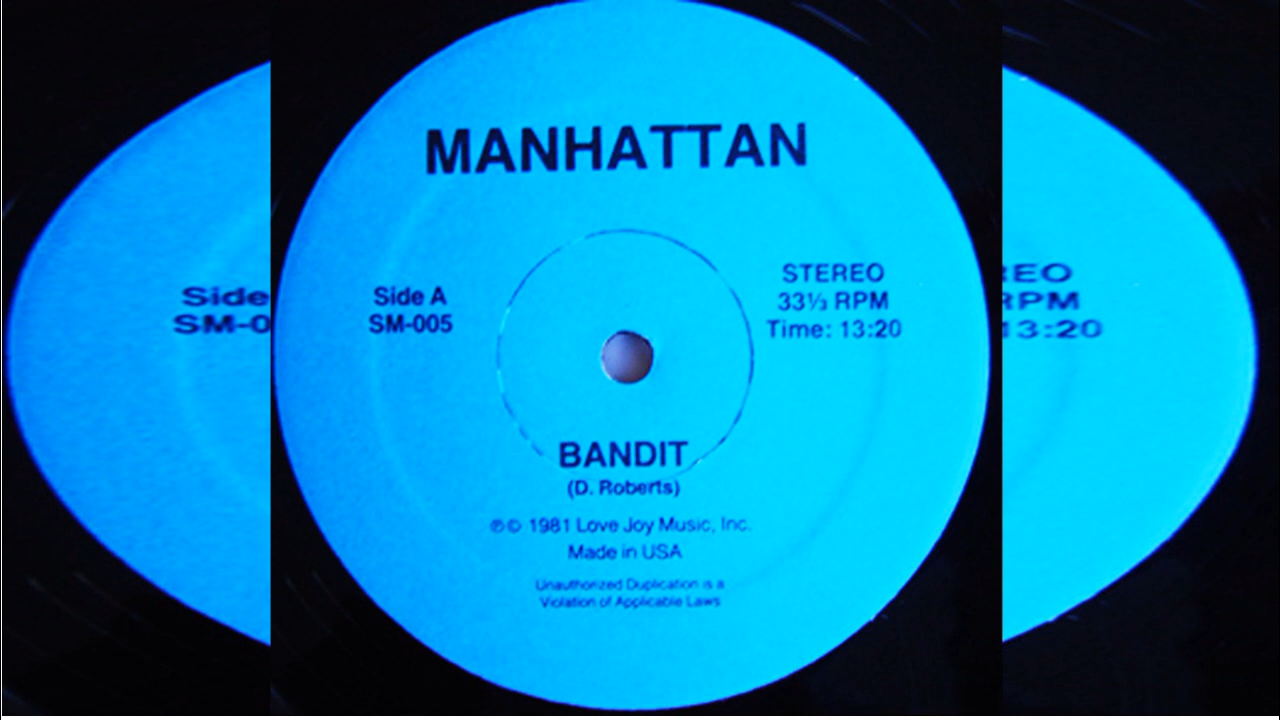 MANHATTAN
Side A
SM-005
STEREO
33⅓ RPM
Time: 13:20
BANDIT
(D. Roberts)
℗© 1981 Love Joy Music, Inc.
Made in USA
Unauthorized Duplication is a
Violation of Applicable Laws
Side
SM-0
REO
RPM
13:20